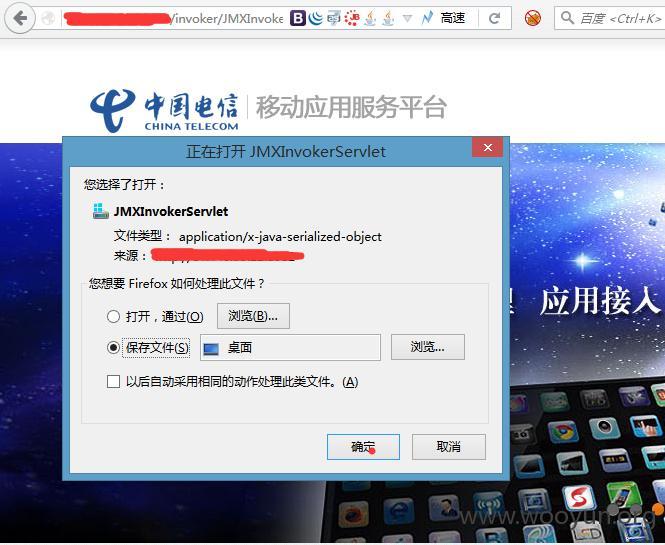 /invoker/JMXInvoke
高速
百度 <Ctrl+K>
中国电信
CHINA TELECOM
移动应用服务平台
正在打开 JMXInvokerServlet
您选择了打开：
JMXInvokerServlet
文件类型： application/x-java-serialized-object
来源：
您想要 Firefox 如何处理此文件？
打开，通过(O)
浏览(B)...
保存文件(S)
桌面
浏览...
以后自动采用相同的动作处理此类文件。(A)
确定
取消
应用接入
www.wooyun.org